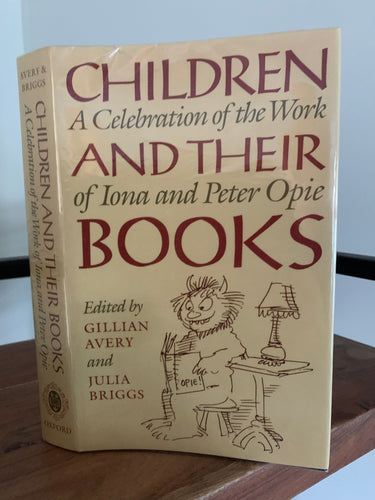 AVERY &
BRIGGS
CHILDREN AND THEIR BOOKS
A Celebration of the Work of Iona and Peter Opie
OXFORD
CHILDREN
A Celebration of the Work
AND THEIR
of Iona and Peter Opie
BOOKS
Edited by
GILLIAN
AVERY
and
JULIA
BRIGGS
OPIE